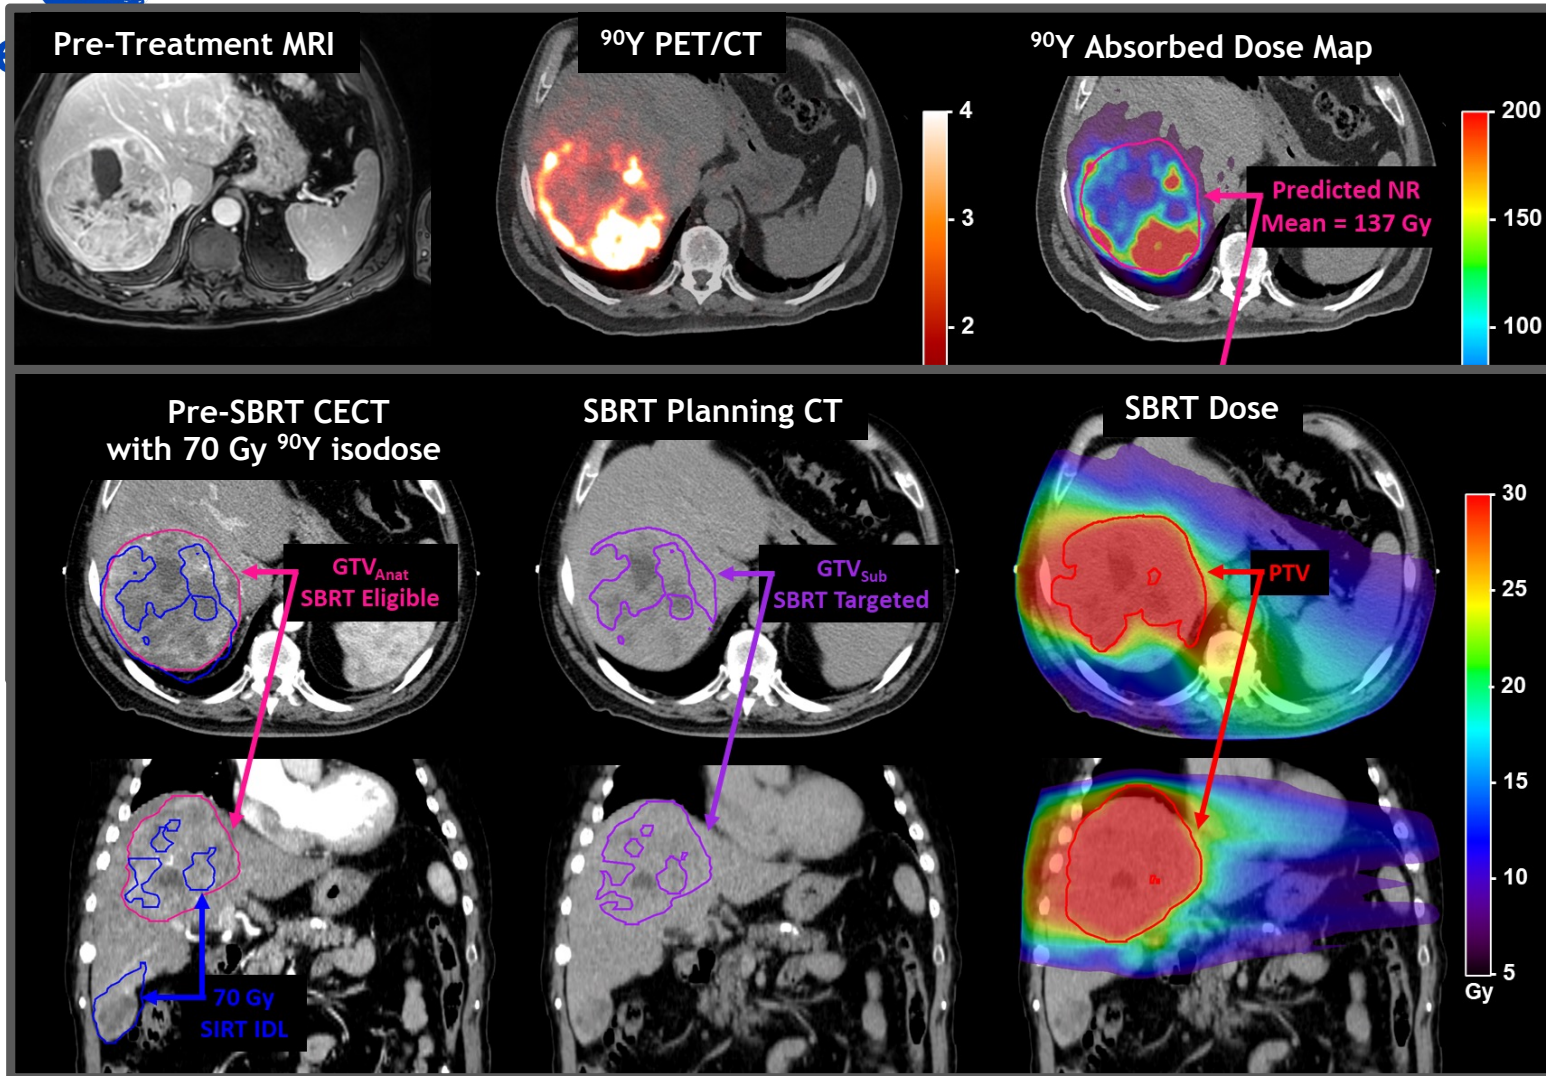 Pre-Treatment MRI
⁹⁰Y PET/CT
⁹⁰Y Absorbed Dose Map
4
3
2
200
150
100
Predicted NR
Mean = 137 Gy
Pre-SBRT CECT
with 70 Gy ⁹⁰Y isodose
SBRT Planning CT
SBRT Dose
GTVAnat
SBRT Eligible
GTVSub
SBRT Targeted
PTV
30
25
20
15
10
5
Gy
70 Gy
SIRT IDL